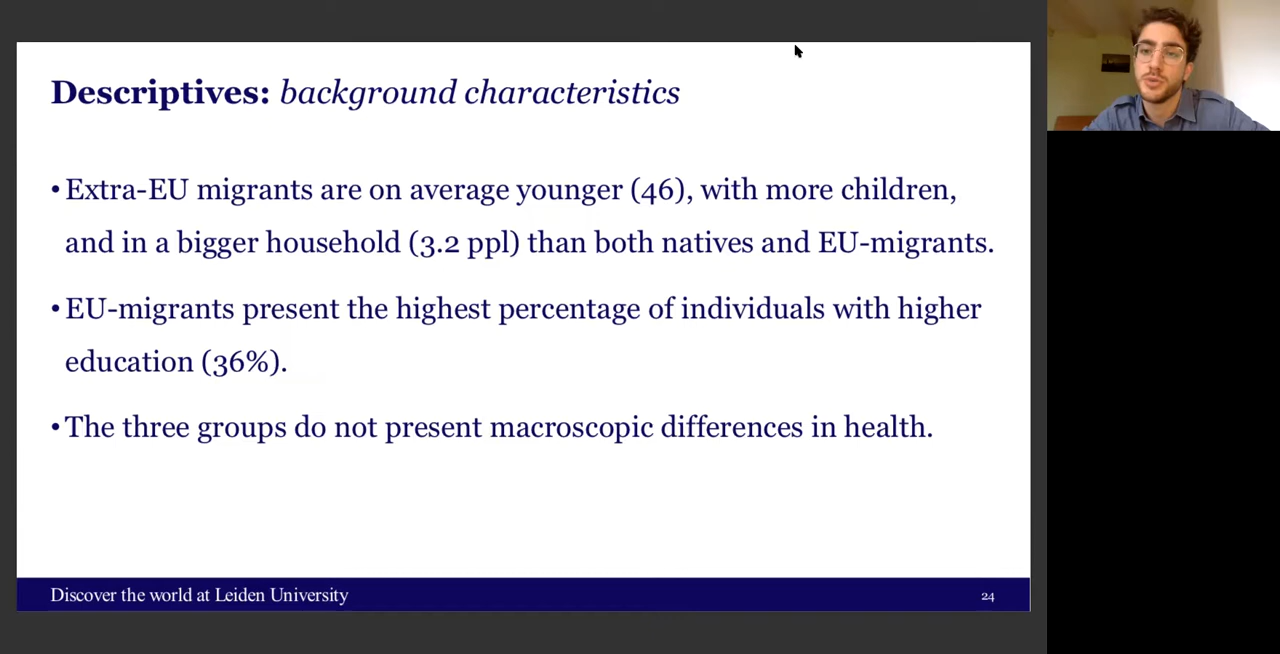 Descriptives: background characteristics
• Extra-EU migrants are on average younger (46), with more children,
and in a bigger household (3.2 ppl) than both natives and EU-migrants.
• EU-migrants present the highest percentage of individuals with higher
education (36%).
• The three groups do not present macroscopic differences in health.
Discover the world at Leiden University
24